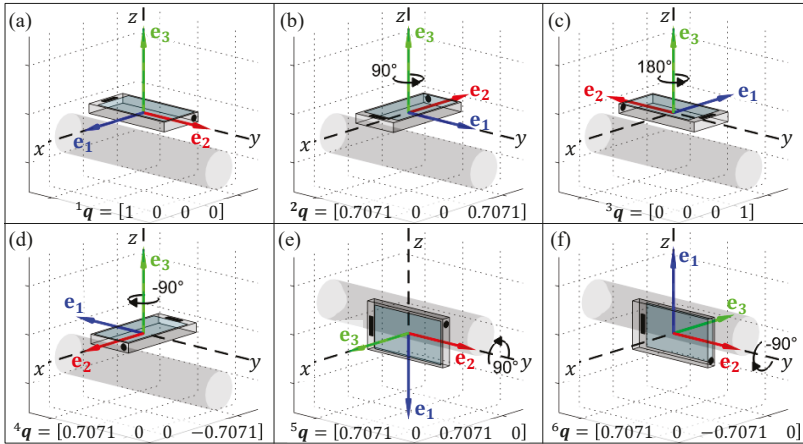 (a)
z
e₃
x
e₁
e₂
y
¹q = [1 0 0 0]
(b)
z
e₃
90°
e₂
e₁
x
y
²q = [0.7071 0 0 0.7071]
(c)
z
e₃
180°
e₂
e₁
x
y
³q = [0 0 0 1]
(d)
z
e₃
-90°
e₁
e₂
x
y
⁴q = [0.7071 0 0 −0.7071]
(e)
z
e₃
e₂
x
y
90°
e₁
⁵q = [0.7071 0 0.7071 0]
(f)
e₁
z
e₃
e₂
-90°
x
y
⁶q = [0.7071 0 −0.7071 0]